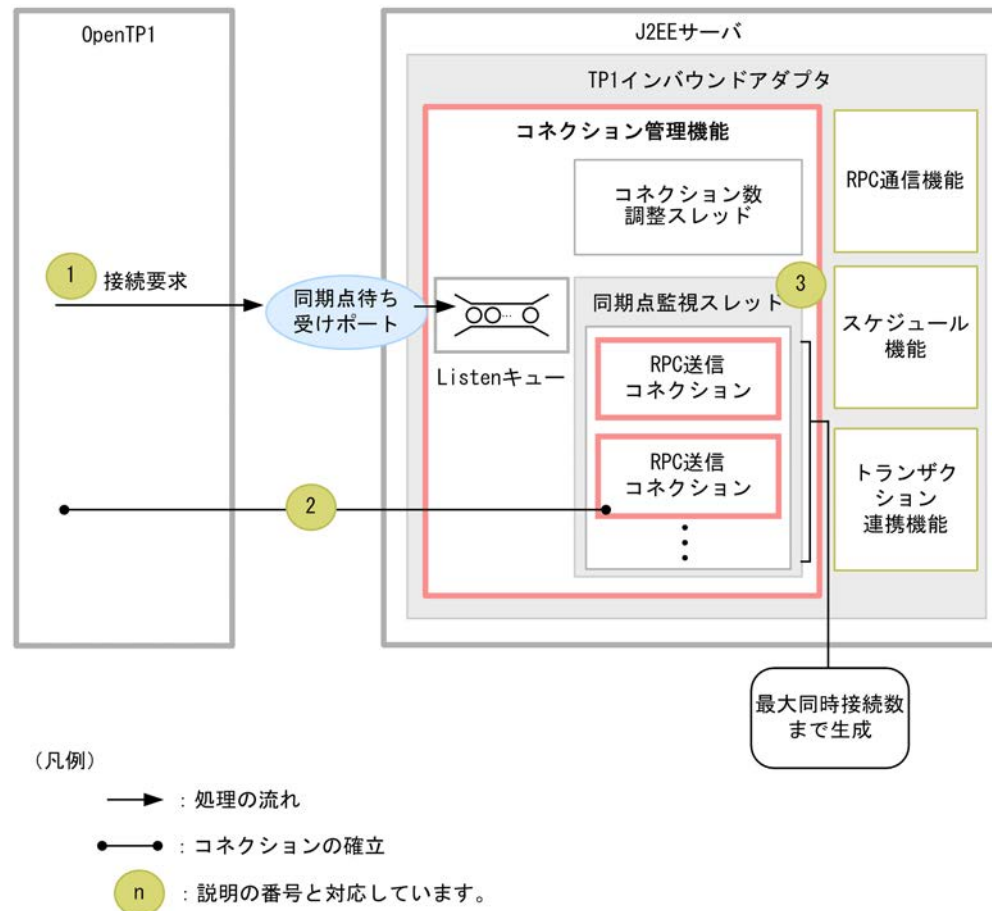 OpenTP1
J2EEサーバ
TP1インバウンドアダプタ
コネクション管理機能
コネクション数
調整スレッド
RPC通信機能
1
接続要求
同期点待ち
受けポート
○○… ○
Listenキュー
3
同期点監視スレッド
RPC送信
コネクション
RPC送信
コネクション
スケジュール
機能
トランザク
ション
連携機能
2
最大同時接続数
まで生成
(凡例)
：処理の流れ
：コネクションの確立
n
：説明の番号と対応しています。